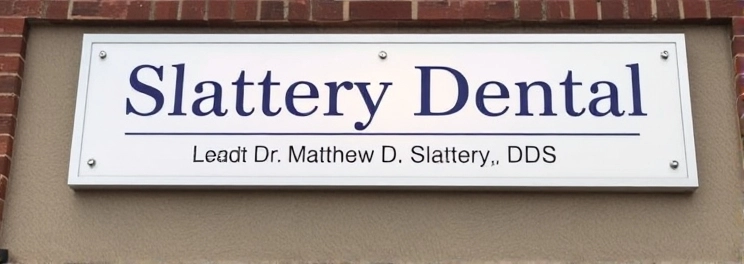 Slattery Dental
Leadt Dr. Matthew D. Slattery,, DDS